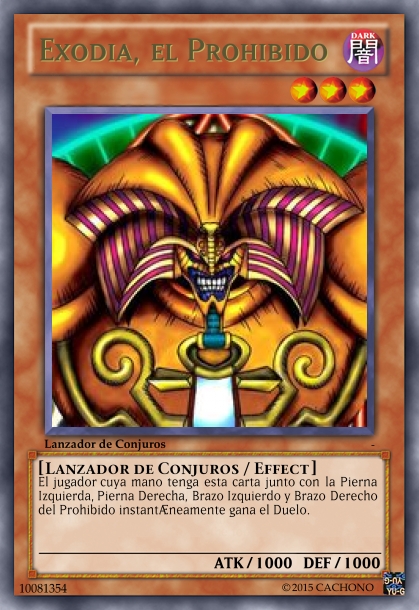 EXODIA, EL PROHIBIDO
DARK
闇
Lanzador de Conjuros -
[LANZADOR DE CONJUROS / EFFECT]
El jugador cuya mano tenga esta carta junto con la Pierna
Izquierda, Pierna Derecha, Brazo Izquierdo y Brazo Derecho
del Prohibido instantÆneamente gana el Duelo.
ATK / 1000 DEF / 1000
10081354 ©2015 CACHONO
YU-G